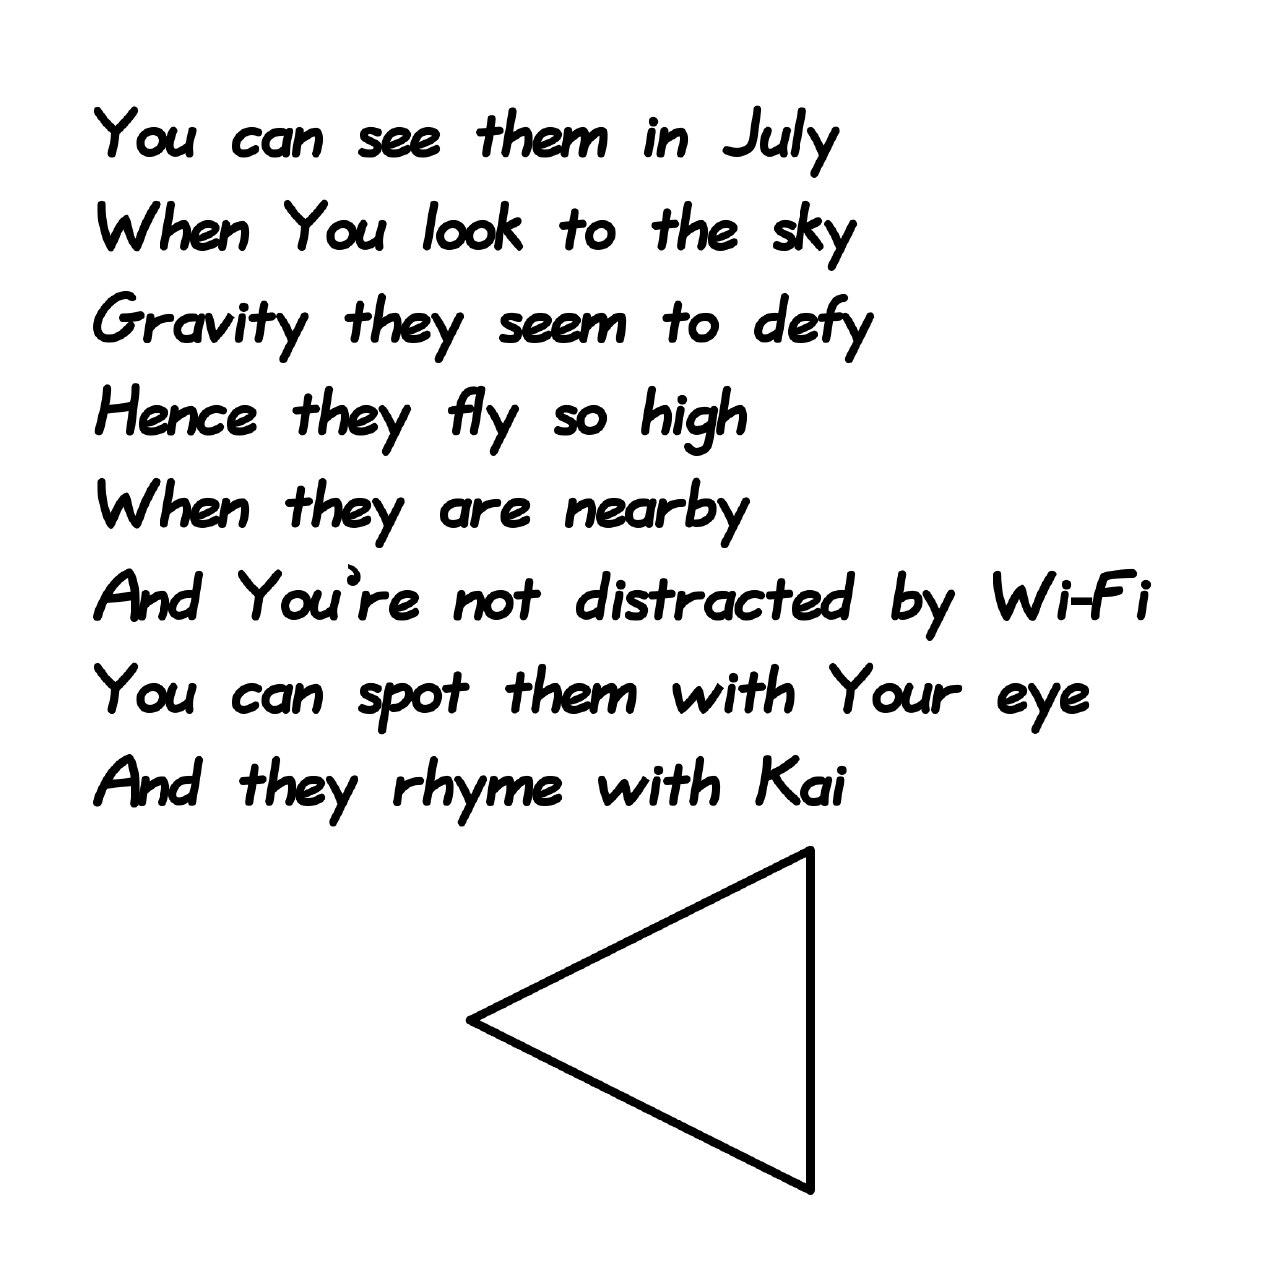 You can see them in July
When You look to the sky
Gravity they seem to defy
Hence they fly so high
When they are nearby
And You're not distracted by Wi-Fi
You can spot them with Your eye
And they rhyme with Kai